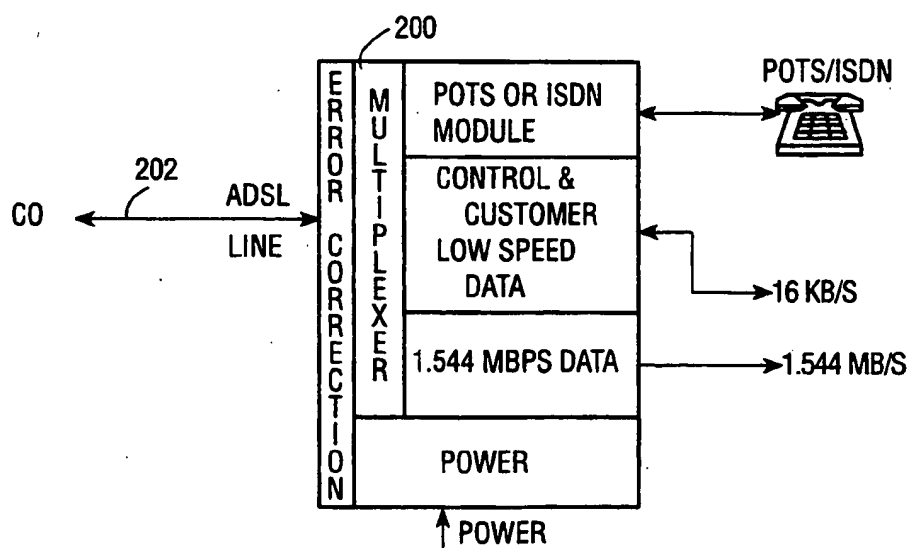 200
ERROR CORRECTION
MULTIPLEXER
POTS OR ISDN
MODULE
POTS/ISDN
CONTROL &
CUSTOMER
LOW SPEED
DATA
202
CO
ADSL
LINE
16 KB/S
1.544 MBPS DATA
1.544 MB/S
POWER
POWER